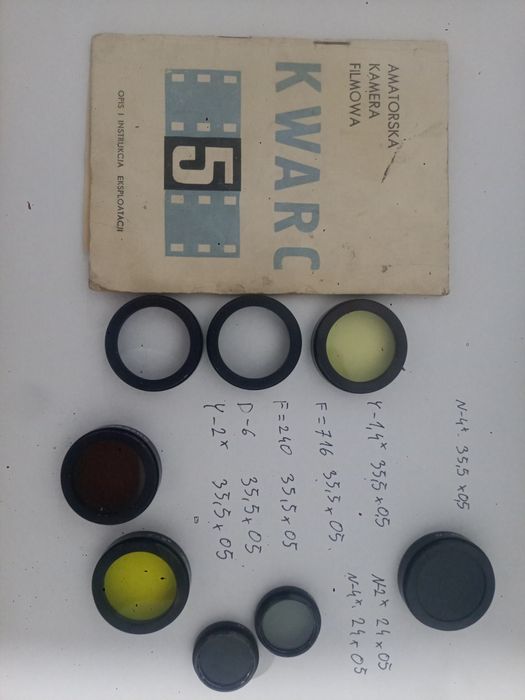 AMATORSKA
KAMERA
FILMOWA
KWARC
5
OPIS I INSTRUKCJA EKSPLOATACJI
N-4x. 35,5 x 05
Y-1,4x 35,5 x 05
F=716 35,5 x 05.
F=240 35,5 x 05
D-6 35,5 x 05
Y-2x 35,5 x 05
N2x 24 x 05
N-4x. 24 x 05